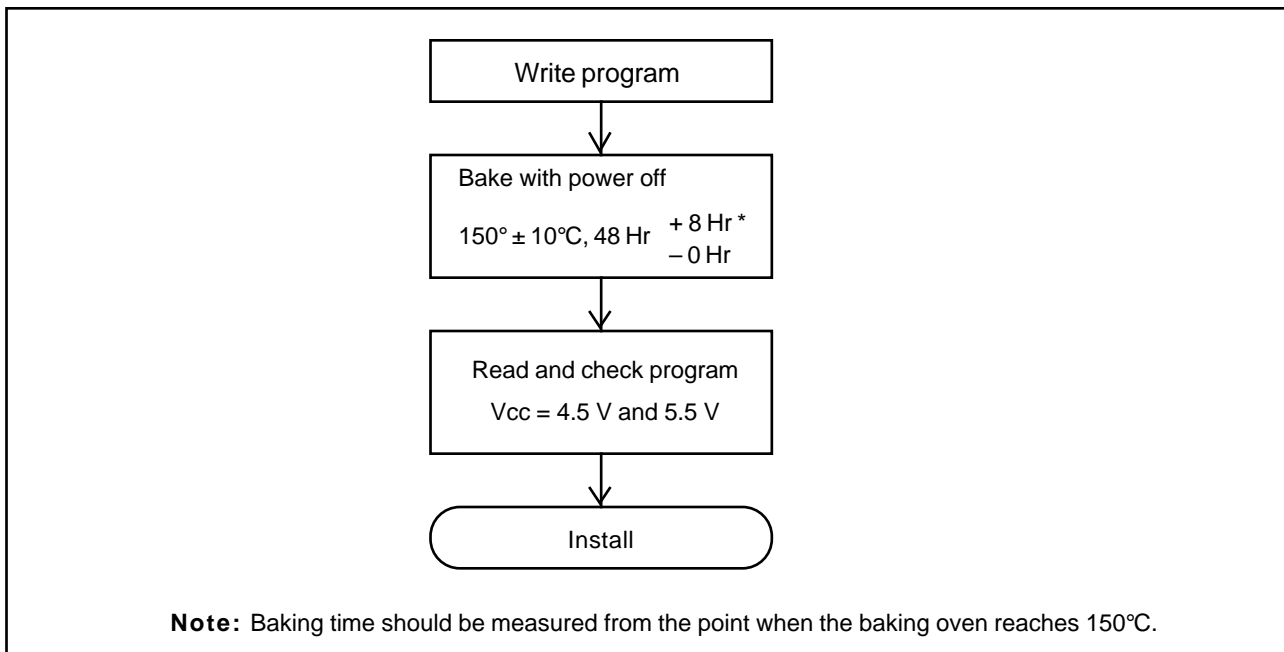 Write program
Bake with power off
150° ± 10°C, 48 Hr + 8 Hr *
– 0 Hr
Read and check program
Vcc = 4.5 V and 5.5 V
Install
Note: Baking time should be measured from the point when the baking oven reaches 150°C.